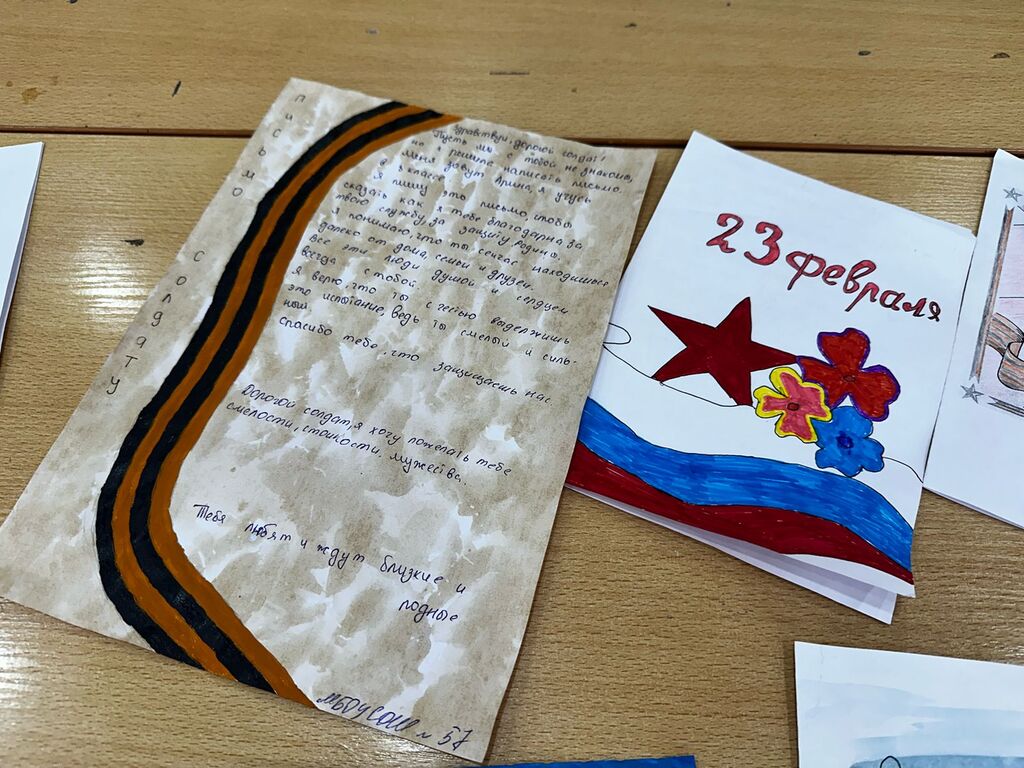 Письмо солдату
Здравствуй, дорогой солдат!
Пусть мы с тобой не знакомы,
но я решила написать письмо.
Меня зовут Арина, я учусь
в 3 классе.
Я пишу это письмо, чтобы
сказать как я тебе благодарна за
твою службу, за защиту Родины.
Я понимаю, что ты сейчас находишься
далеко от дома, семьи и друзей.
Все эти люди душой и сердцем
всегда с тобой.
Я верю, что ты с честью выдержишь
это испытание, ведь ты смелый и силь-
ный.
Спасибо тебе, что защищаешь нас.
Дорогой солдат, я хочу пожелать тебе
смелости, стойкости, мужества.
Тебя любят и ждут близкие и
родные
МБОУ СОШ № 57
23 февраля